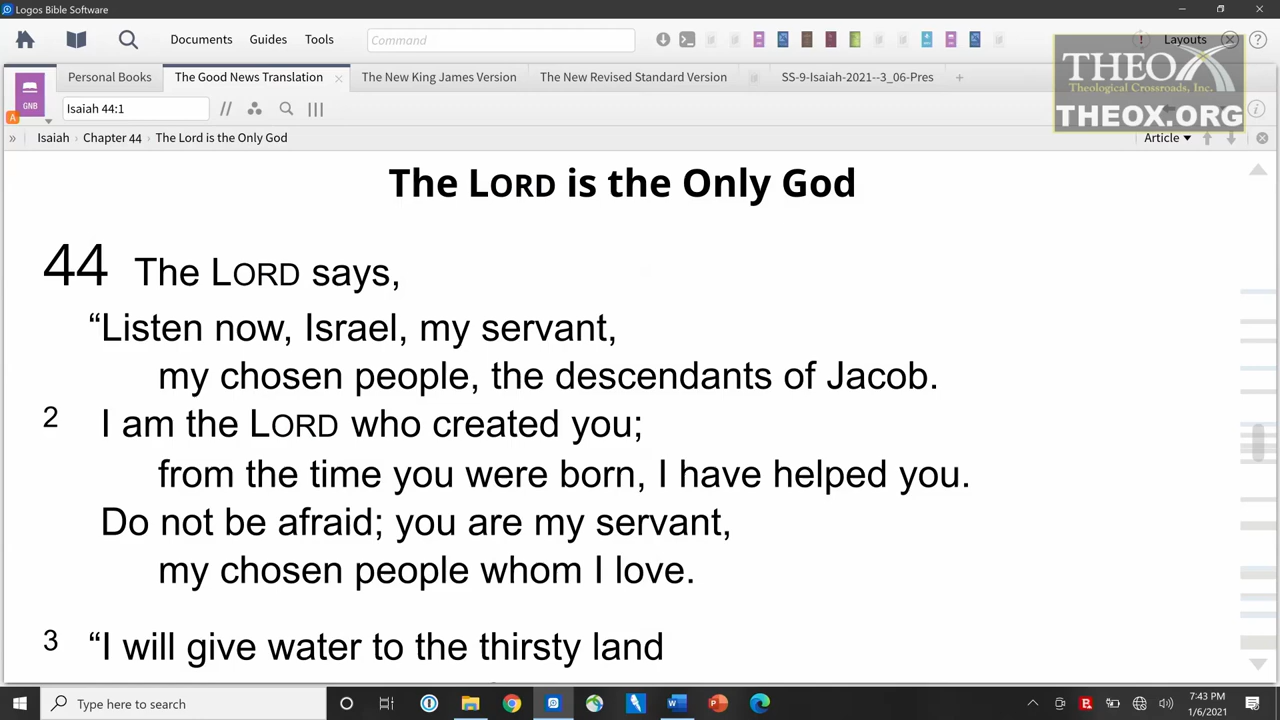 Logos Bible Software
Documents Guides Tools Command Layouts
Personal Books The Good News Translation The New King James Version The New Revised Standard Version SS-9-Isaiah-2021--3_06-Pres
GNB
A
Isaiah 44:1
THEOX
Theological Crossroads, Inc.
THEOX.ORG
Isaiah › Chapter 44 › The Lord is the Only God Article
The LORD is the Only God
44 The LORD says,
“Listen now, Israel, my servant,
my chosen people, the descendants of Jacob.
2 I am the LORD who created you;
from the time you were born, I have helped you.
Do not be afraid; you are my servant,
my chosen people whom I love.
3 “I will give water to the thirsty land
Type here to search
7:43 PM
1/6/2021